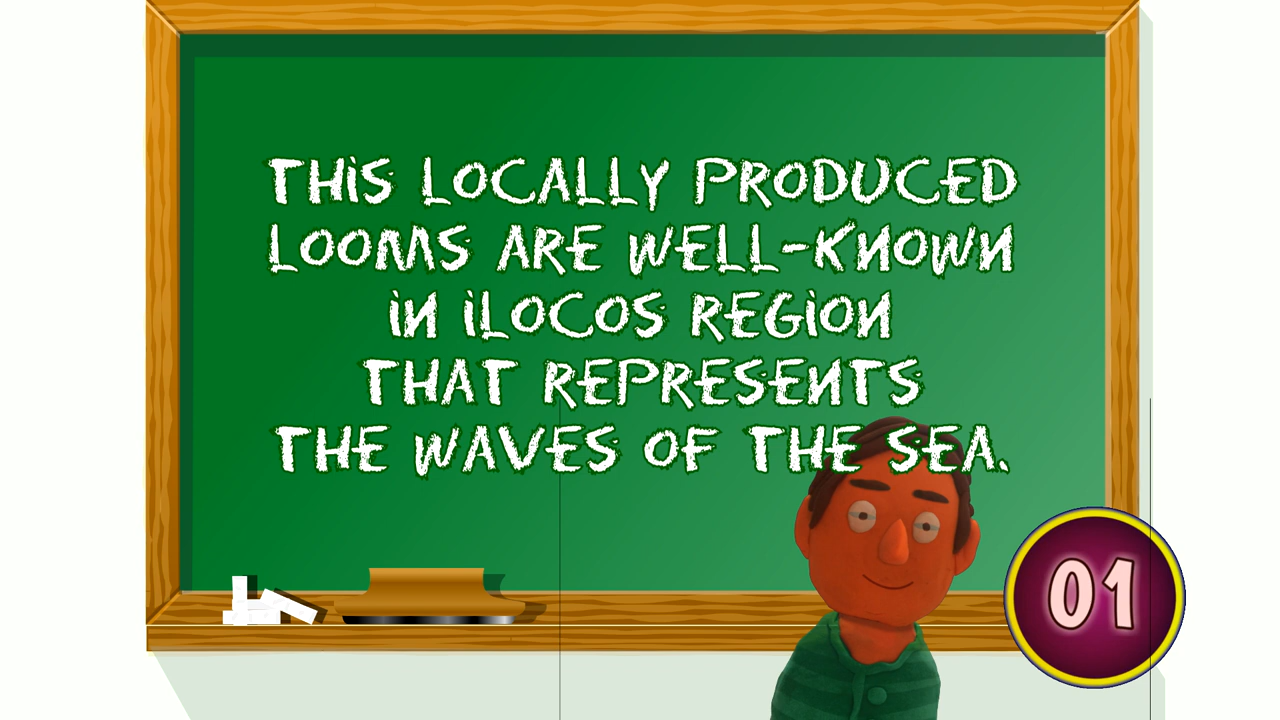 THiS LOCALLY PRODUCED
LOOMS ARE WELL-KNOWN
iN iLOCOS REGiON
THAT REPRESENTS
THE WAVES OF THE SEA.
01